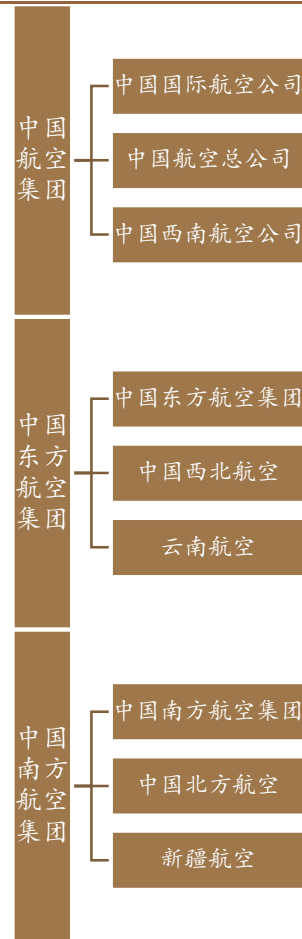 中国
航空
集团
中国国际航空公司
中国航空总公司
中国西南航空公司
中国
东方
航空
集团
中国东方航空集团
中国西北航空
云南航空
中国
南方
航空
集团
中国南方航空集团
中国北方航空
新疆航空